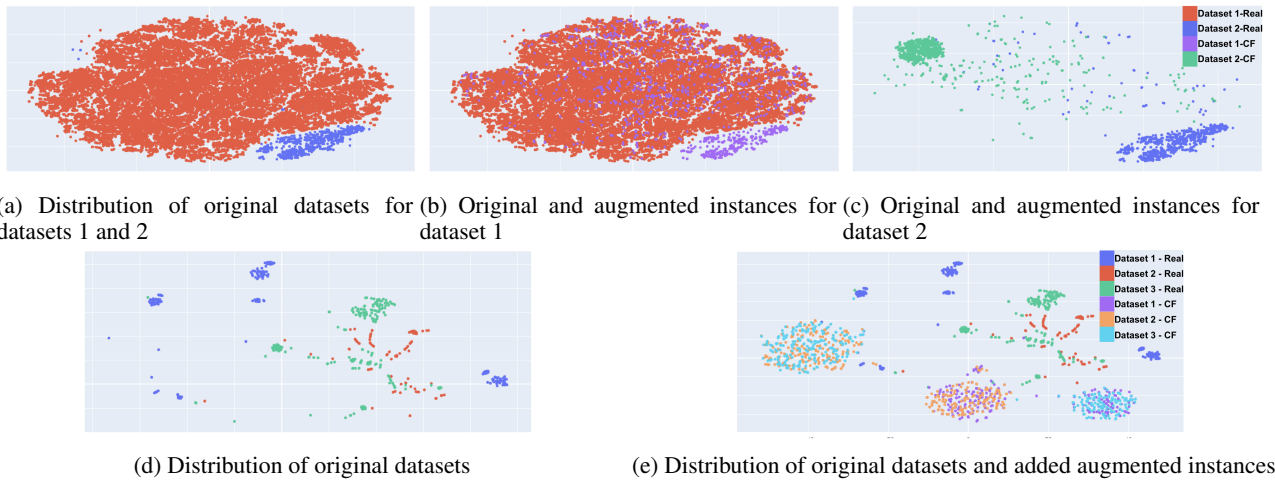 Dataset 1-Real
Dataset 2-Real
Dataset 1-CF
Dataset 2-CF
(a) Distribution of original datasets for
datasets 1 and 2
(b) Original and augmented instances for
dataset 1
(c) Original and augmented instances for
dataset 2
Dataset 1 - Real
Dataset 2 - Real
Dataset 3 - Real
Dataset 1 - CF
Dataset 2 - CF
Dataset 3 - CF
(d) Distribution of original datasets
(e) Distribution of original datasets and added augmented instances